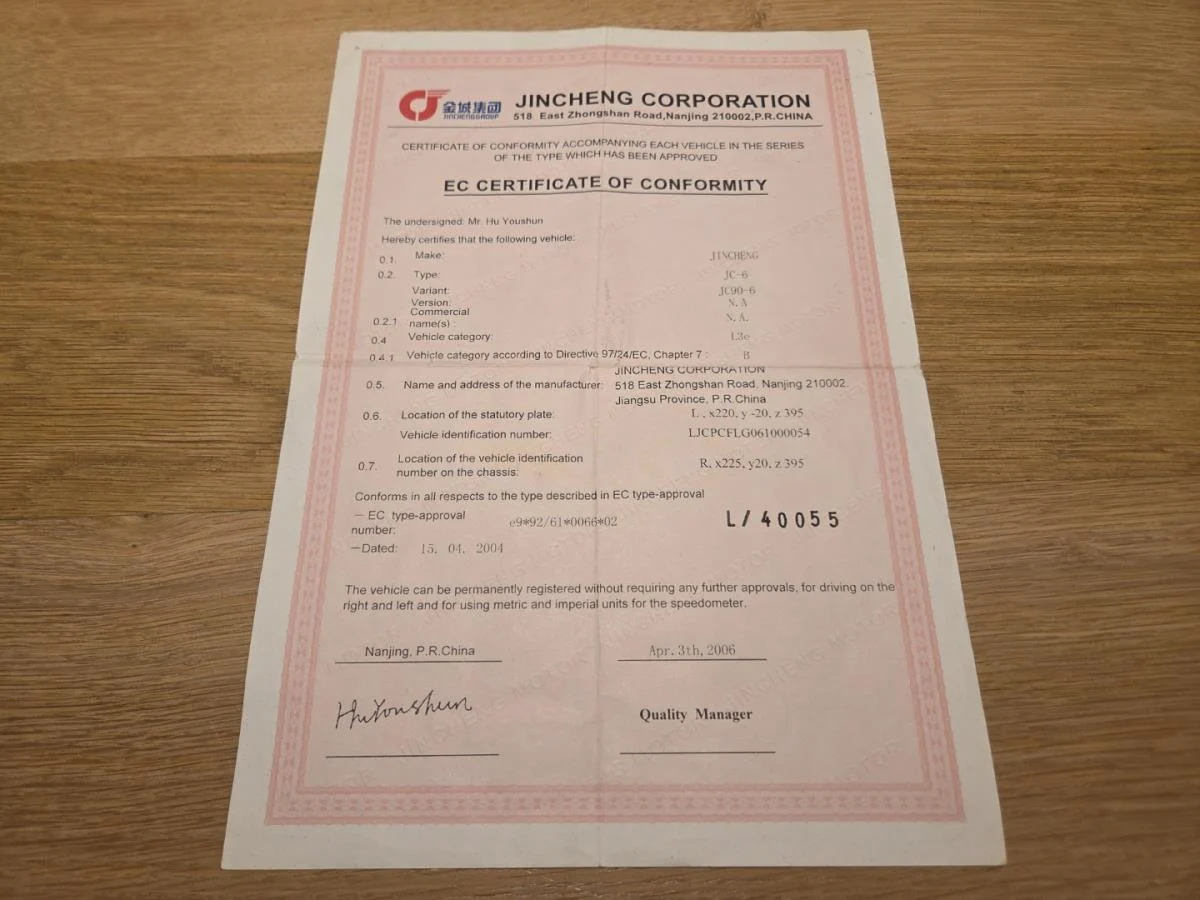 金城集团
JINCHENGGROUP
JINCHENG CORPORATION
518 East Zhongshan Road,Nanjing 210002,P.R.CHINA
CERTIFICATE OF CONFORMITY ACCOMPANYING EACH VEHICLE IN THE SERIES
OF THE TYPE WHICH HAS BEEN APPROVED
EC CERTIFICATE OF CONFORMITY
The undersigned: Mr. Hu Youshun
Hereby certifies that the following vehicle:
0.1. Make: JINCHENG
0.2. Type: JC-6
Variant: JC90-6
Version: N. A
Commercial
0.2.1 name(s) : N. A.
0.4 Vehicle category: L3e
0.4.1 Vehicle category according to Directive 97/24/EC, Chapter 7 : B
JINCHENG CORPORATION
0.5. Name and address of the manufacturer: 518 East Zhongshan Road, Nanjing 210002.
Jiangsu Province, P.R.China
0.6. Location of the statutory plate: L , x220, y -20, z 395
Vehicle identification number: LJCPCFLG061000054
0.7. Location of the vehicle identification
number on the chassis: R, x225, y20, z 395
Conforms in all respects to the type described in EC type-approval
— EC type-approval
number: e9*92/61*0066*02 L/40055
—Dated: 15. 04. 2004
The vehicle can be permanently registered without requiring any further approvals, for driving on the
right and left and for using metric and imperial units for the speedometer.
Nanjing, P.R.China Apr. 3th, 2006
HuYoushun Quality Manager